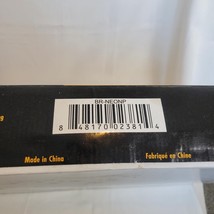 BR-NEONP
8 48170 02381 4
Made in China
Fabriqué en Chine